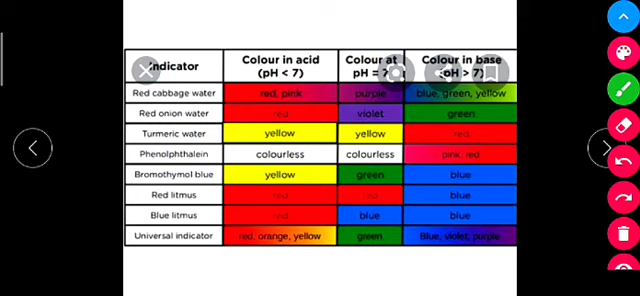 Indicator Colour in acid (pH < 7) Colour at pH = 7 Colour in base (pH > 7)
Red cabbage water red, pink purple blue, green, yellow
Red onion water red violet green
Turmeric water yellow yellow red
Phenolphthalein colourless colourless pink, red
Bromothymol blue yellow green blue
Red litmus red red blue
Blue litmus red blue blue
Universal indicator red, orange, yellow green Blue, violet, purple